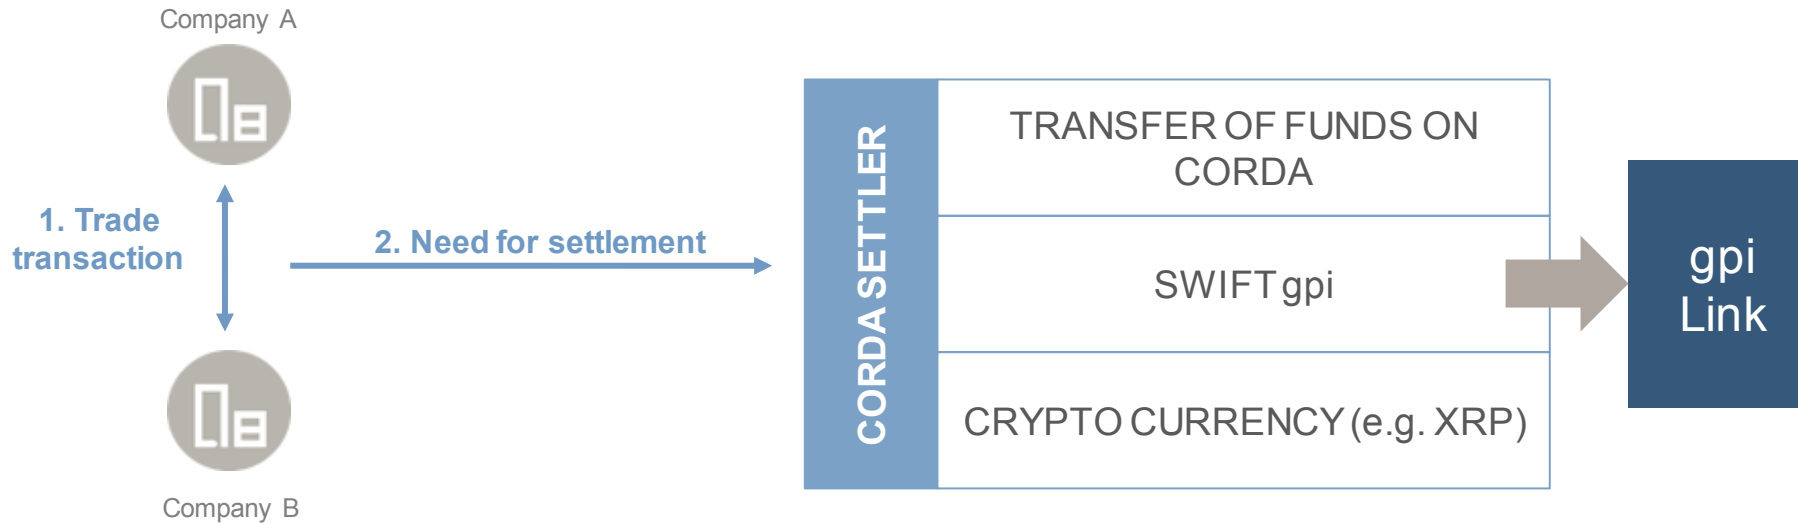 Company A
1. Trade
transaction
2. Need for settlement
Company B
CORDA SETTLER
TRANSFER OF FUNDS ON
CORDA
SWIFT gpi
CRYPTO CURRENCY (e.g. XRP)
gpi
Link